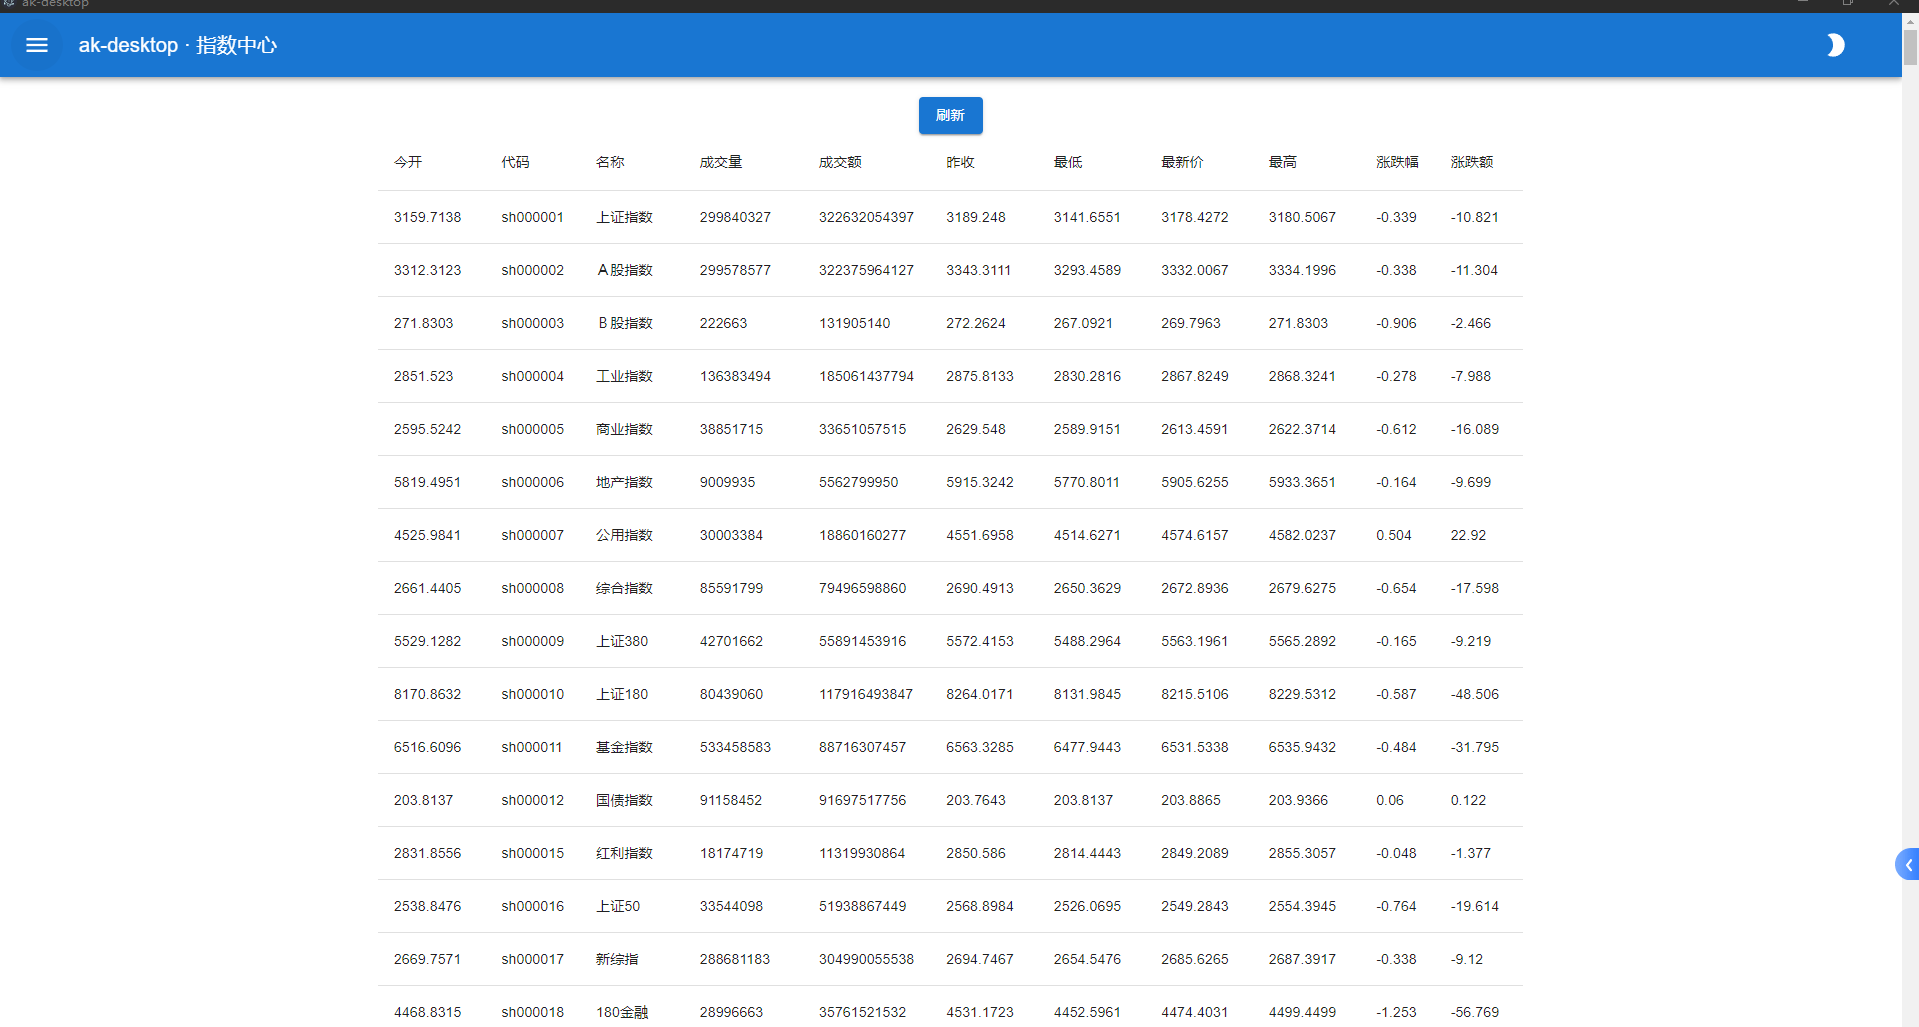 ak-desktop
ak-desktop · 指数中心
刷新
今开 代码 名称 成交量 成交额 昨收 最低 最新价 最高 涨跌幅 涨跌额
3159.7138 sh000001 上证指数 299840327 322632054397 3189.248 3141.6551 3178.4272 3180.5067 -0.339 -10.821
3312.3123 sh000002 Ａ股指数 299578577 322375964127 3343.3111 3293.4589 3332.0067 3334.1996 -0.338 -11.304
271.8303 sh000003 Ｂ股指数 222663 131905140 272.2624 267.0921 269.7963 271.8303 -0.906 -2.466
2851.523 sh000004 工业指数 136383494 185061437794 2875.8133 2830.2816 2867.8249 2868.3241 -0.278 -7.988
2595.5242 sh000005 商业指数 38851715 33651057515 2629.548 2589.9151 2613.4591 2622.3714 -0.612 -16.089
5819.4951 sh000006 地产指数 9009935 5562799950 5915.3242 5770.8011 5905.6255 5933.3651 -0.164 -9.699
4525.9841 sh000007 公用指数 30003384 18860160277 4551.6958 4514.6271 4574.6157 4582.0237 0.504 22.92
2661.4405 sh000008 综合指数 85591799 79496598860 2690.4913 2650.3629 2672.8936 2679.6275 -0.654 -17.598
5529.1282 sh000009 上证380 42701662 55891453916 5572.4153 5488.2964 5563.1961 5565.2892 -0.165 -9.219
8170.8632 sh000010 上证180 80439060 117916493847 8264.0171 8131.9845 8215.5106 8229.5312 -0.587 -48.506
6516.6096 sh000011 基金指数 533458583 88716307457 6563.3285 6477.9443 6531.5338 6535.9432 -0.484 -31.795
203.8137 sh000012 国债指数 91158452 91697517756 203.7643 203.8137 203.8865 203.9366 0.06 0.122
2831.8556 sh000015 红利指数 18174719 11319930864 2850.586 2814.4443 2849.2089 2855.3057 -0.048 -1.377
2538.8476 sh000016 上证50 33544098 51938867449 2568.8984 2526.0695 2549.2843 2554.3945 -0.764 -19.614
2669.7571 sh000017 新综指 288681183 304990055538 2694.7467 2654.5476 2685.6265 2687.3917 -0.338 -9.12
4468.8315 sh000018 180金融 28996663 35761521532 4531.1723 4452.5961 4474.4031 4499.4499 -1.253 -56.769